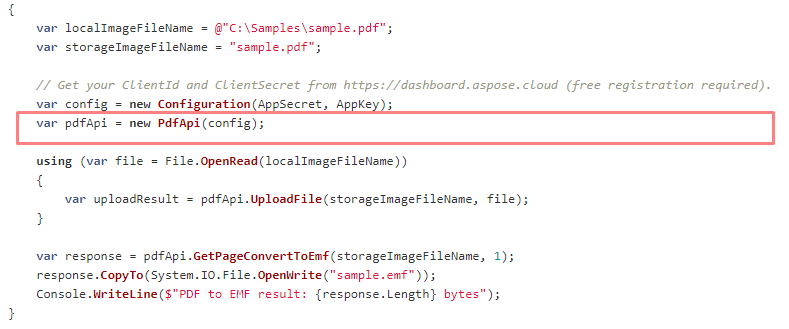 {
var localImageFileName = @"C:\Samples\sample.pdf";
var storageImageFileName = "sample.pdf";
// Get your ClientId and ClientSecret from https://dashboard.aspose.cloud (free registration required).
var config = new Configuration(AppSecret, AppKey);
var pdfApi = new PdfApi(config);
using (var file = File.OpenRead(localImageFileName))
{
var uploadResult = pdfApi.UploadFile(storageImageFileName, file);
}
var response = pdfApi.GetPageConvertToEmf(storageImageFileName, 1);
response.CopyTo(System.IO.File.OpenWrite("sample.emf"));
Console.WriteLine($"PDF to EMF result: {response.Length} bytes");
}